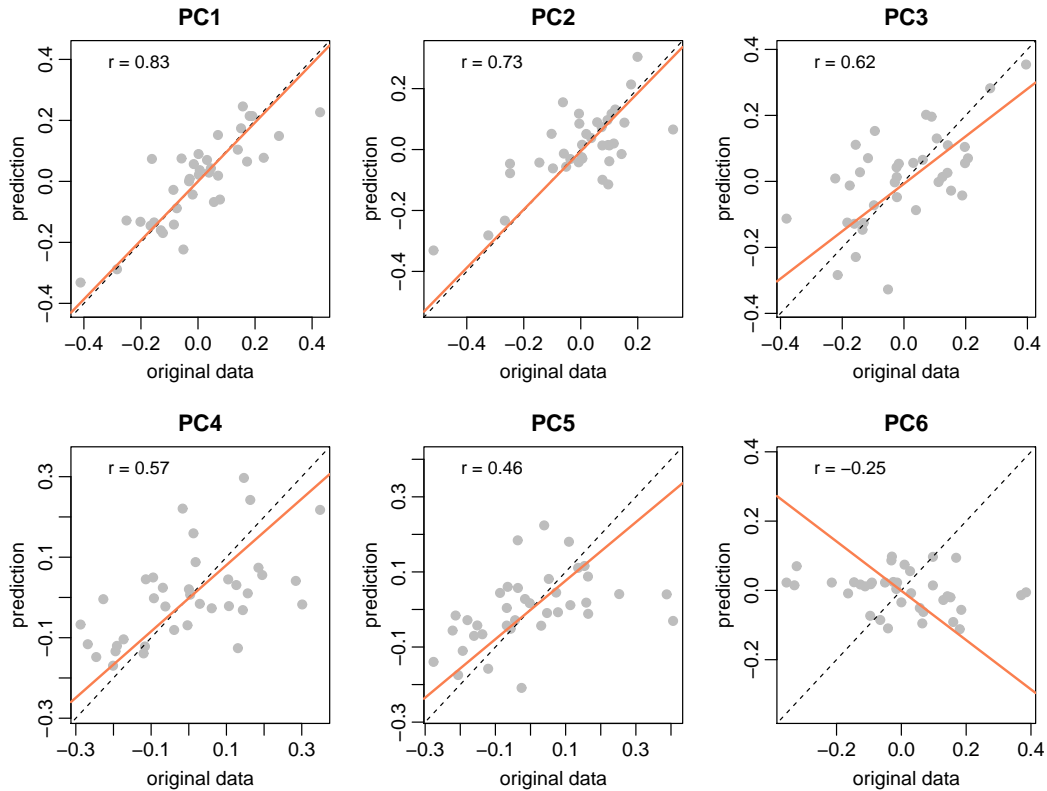 PC1
r = 0.83
prediction
−0.4 −0.2 0.0 0.2 0.4
−0.4 −0.2 0.0 0.2 0.4
original data
PC2
r = 0.73
prediction
−0.4 −0.2 0.0 0.2
−0.4 −0.2 0.0 0.2
original data
PC3
r = 0.62
prediction
−0.4 −0.2 0.0 0.2 0.4
−0.4 −0.2 0.0 0.2 0.4
original data
PC4
r = 0.57
prediction
−0.3 −0.1 0.1 0.3
−0.3 −0.1 0.1 0.3
original data
PC5
r = 0.46
prediction
−0.3 −0.1 0.1 0.3
−0.3 −0.1 0.1 0.3
original data
PC6
r = −0.25
prediction
−0.2 0.0 0.2 0.4
−0.2 0.0 0.2 0.4
original data